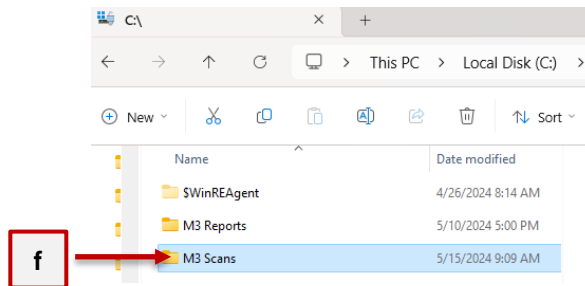 C:\
This PC > Local Disk (C:) >
New Sort
Name Date modified
$WinREAgent 4/26/2024 8:14 AM
M3 Reports 5/10/2024 5:00 PM
f M3 Scans 5/15/2024 9:09 AM